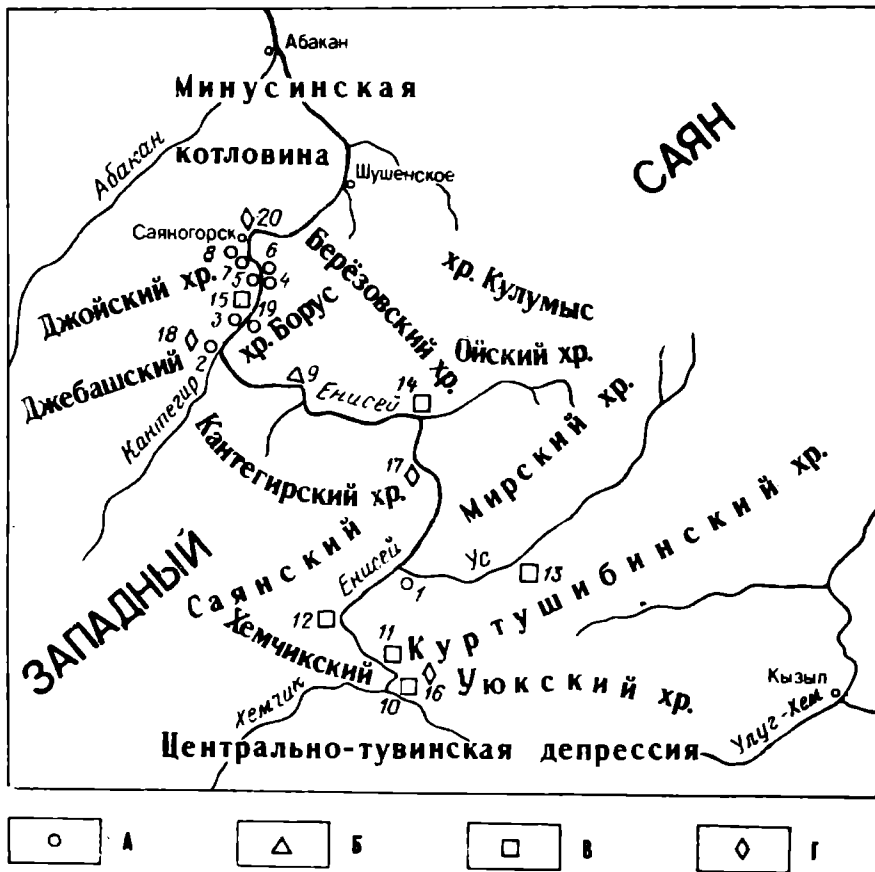 Абакан
Минусинская
Абакан
котловина
САЯН
Шушенское
20
Саяногорск
8
6
7
5
4
Берёзовский хр.
хр. Кулумыс
Джойский хр.
15
3
19
хр. Борус
Ойский хр.
18
2
Джебашский
9
Енисей
14
Кантегир
Кантегирский хр.
17
Мирский хр.
ЗАПАДНЫЙ
Саянский
Енисей
Ус
1
13
Куртушибинский хр.
12
11
Хемчикский
16
Уюкский хр.
10
Хемчик
Кызыл
Улуг-Хем
Центрально-тувинская депрессия
А
Б
В
Г